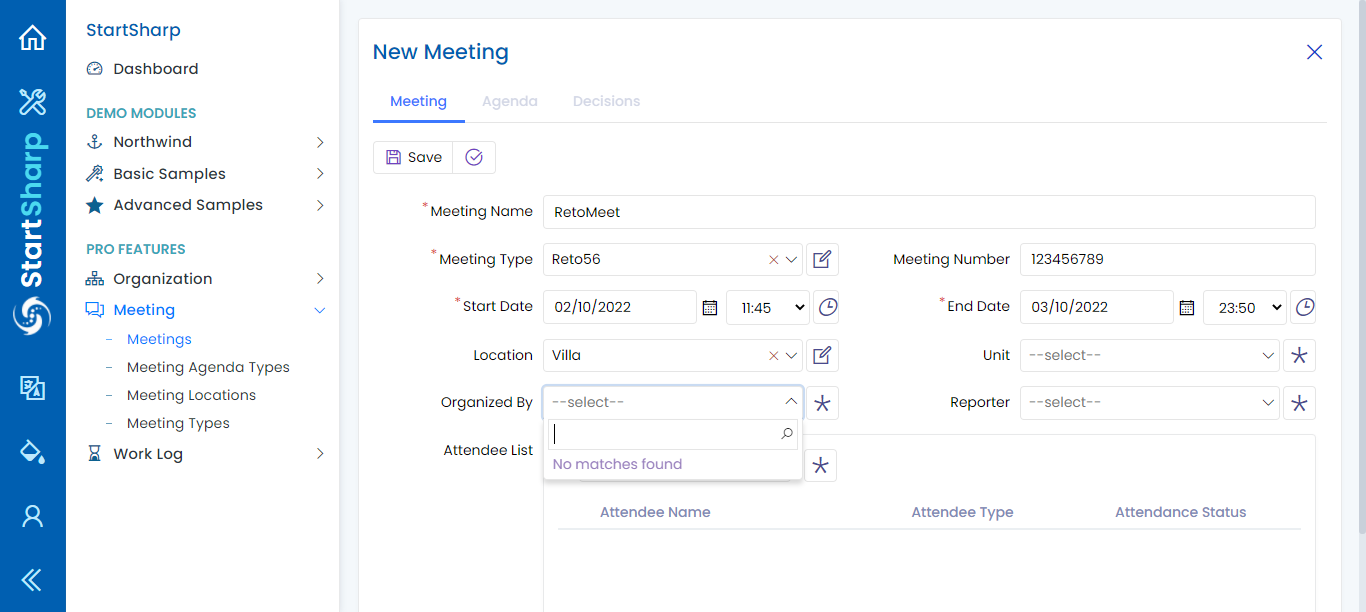 StartSharp
StartSharp
Dashboard
DEMO MODULES
Northwind
Basic Samples
Advanced Samples
PRO FEATURES
Organization
Meeting
– Meetings
– Meeting Agenda Types
– Meeting Locations
– Meeting Types
Work Log
New Meeting
Meeting Agenda Decisions
Save
*Meeting Name RetoMeet
*Meeting Type Reto56 Meeting Number 123456789
*Start Date 02/10/2022 11:45 *End Date 03/10/2022 23:50
Location Villa Unit --select--
Organized By --select-- Reporter --select--
Attendee List
No matches found
Attendee Name Attendee Type Attendance Status